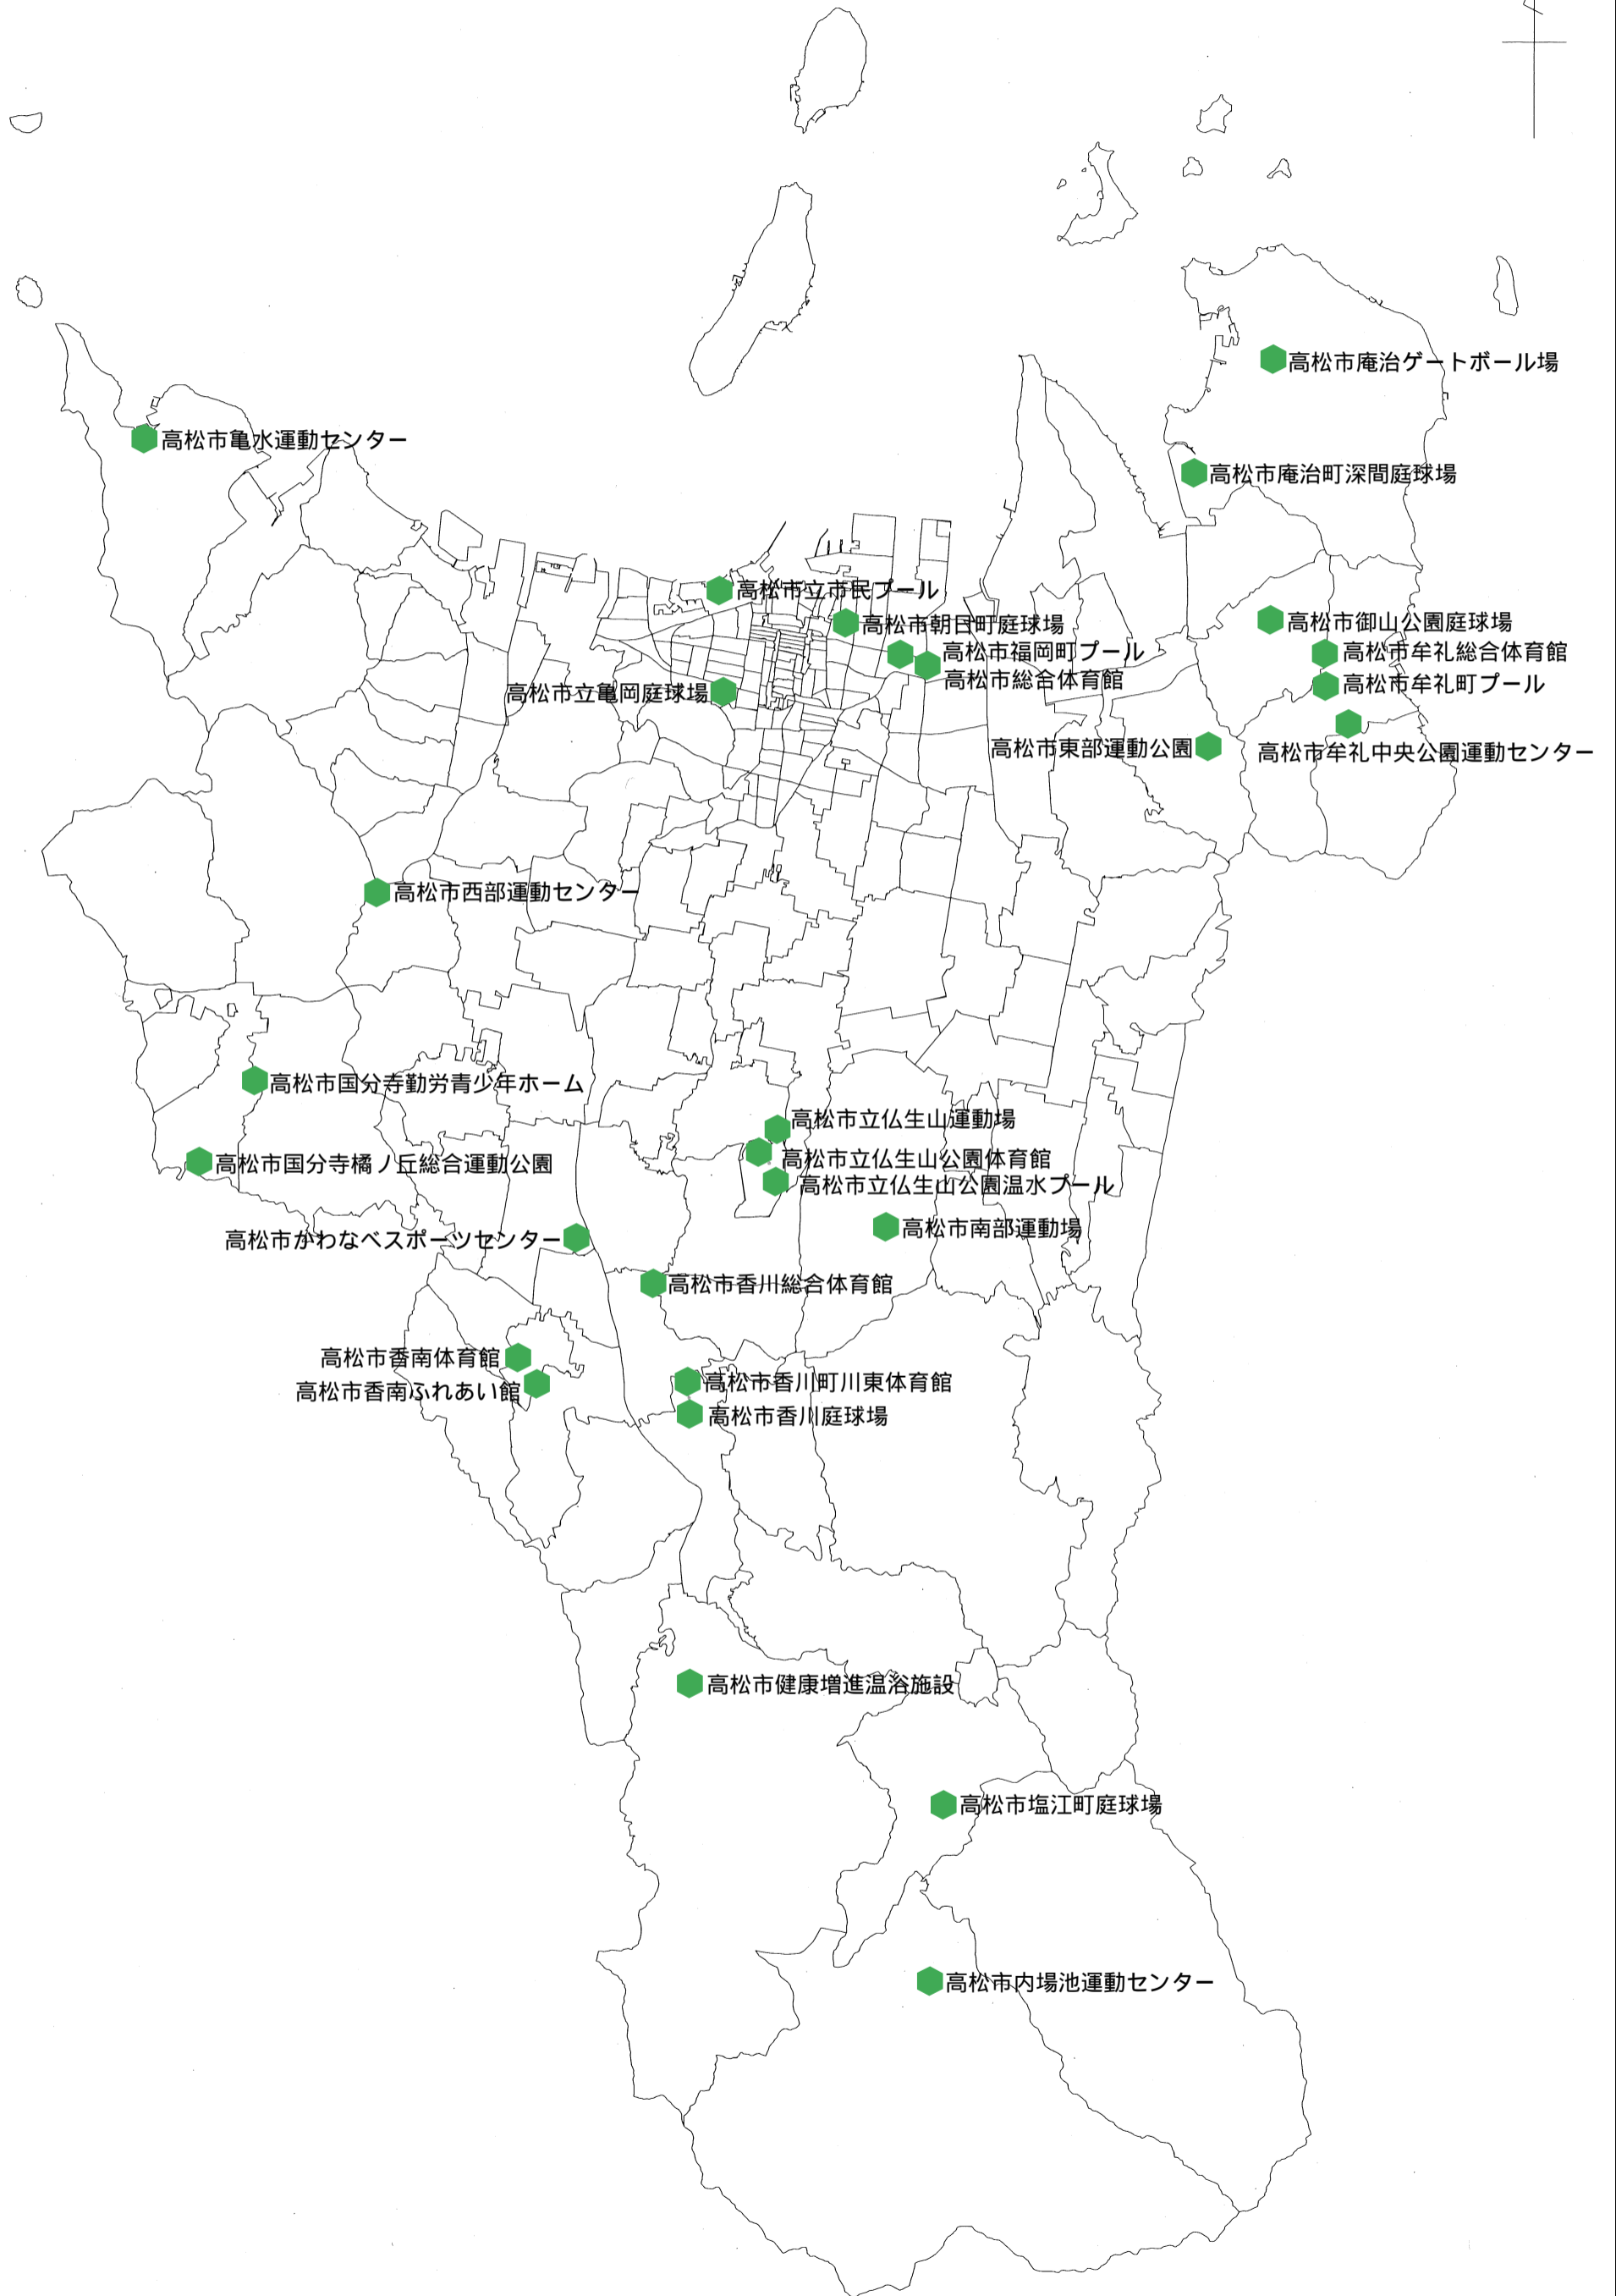 高松市庵治ゲートボール場
高松市亀水運動センター
高松市庵治町深間庭球場
高松市立市民プール
高松市朝日町庭球場
高松市御山公園庭球場
高松市福岡町プール
高松市牟礼総合体育館
高松市総合体育館
高松市牟礼町プール
高松市立亀岡庭球場
高松市東部運動公園
高松市牟礼中央公園運動センター
高松市西部運動センター
高松市国分寺勤労青少年ホーム
高松市立仏生山運動場
高松市立仏生山公園体育館
高松市国分寺橘ノ丘総合運動公園
高松市立仏生山公園温水プール
高松市南部運動場
高松市かわなべスポーツセンター
高松市香川総合体育館
高松市香南体育館
高松市香川町川東体育館
高松市香南ふれあい館
高松市香川庭球場
高松市健康増進温浴施設
高松市塩江町庭球場
高松市内場池運動センター